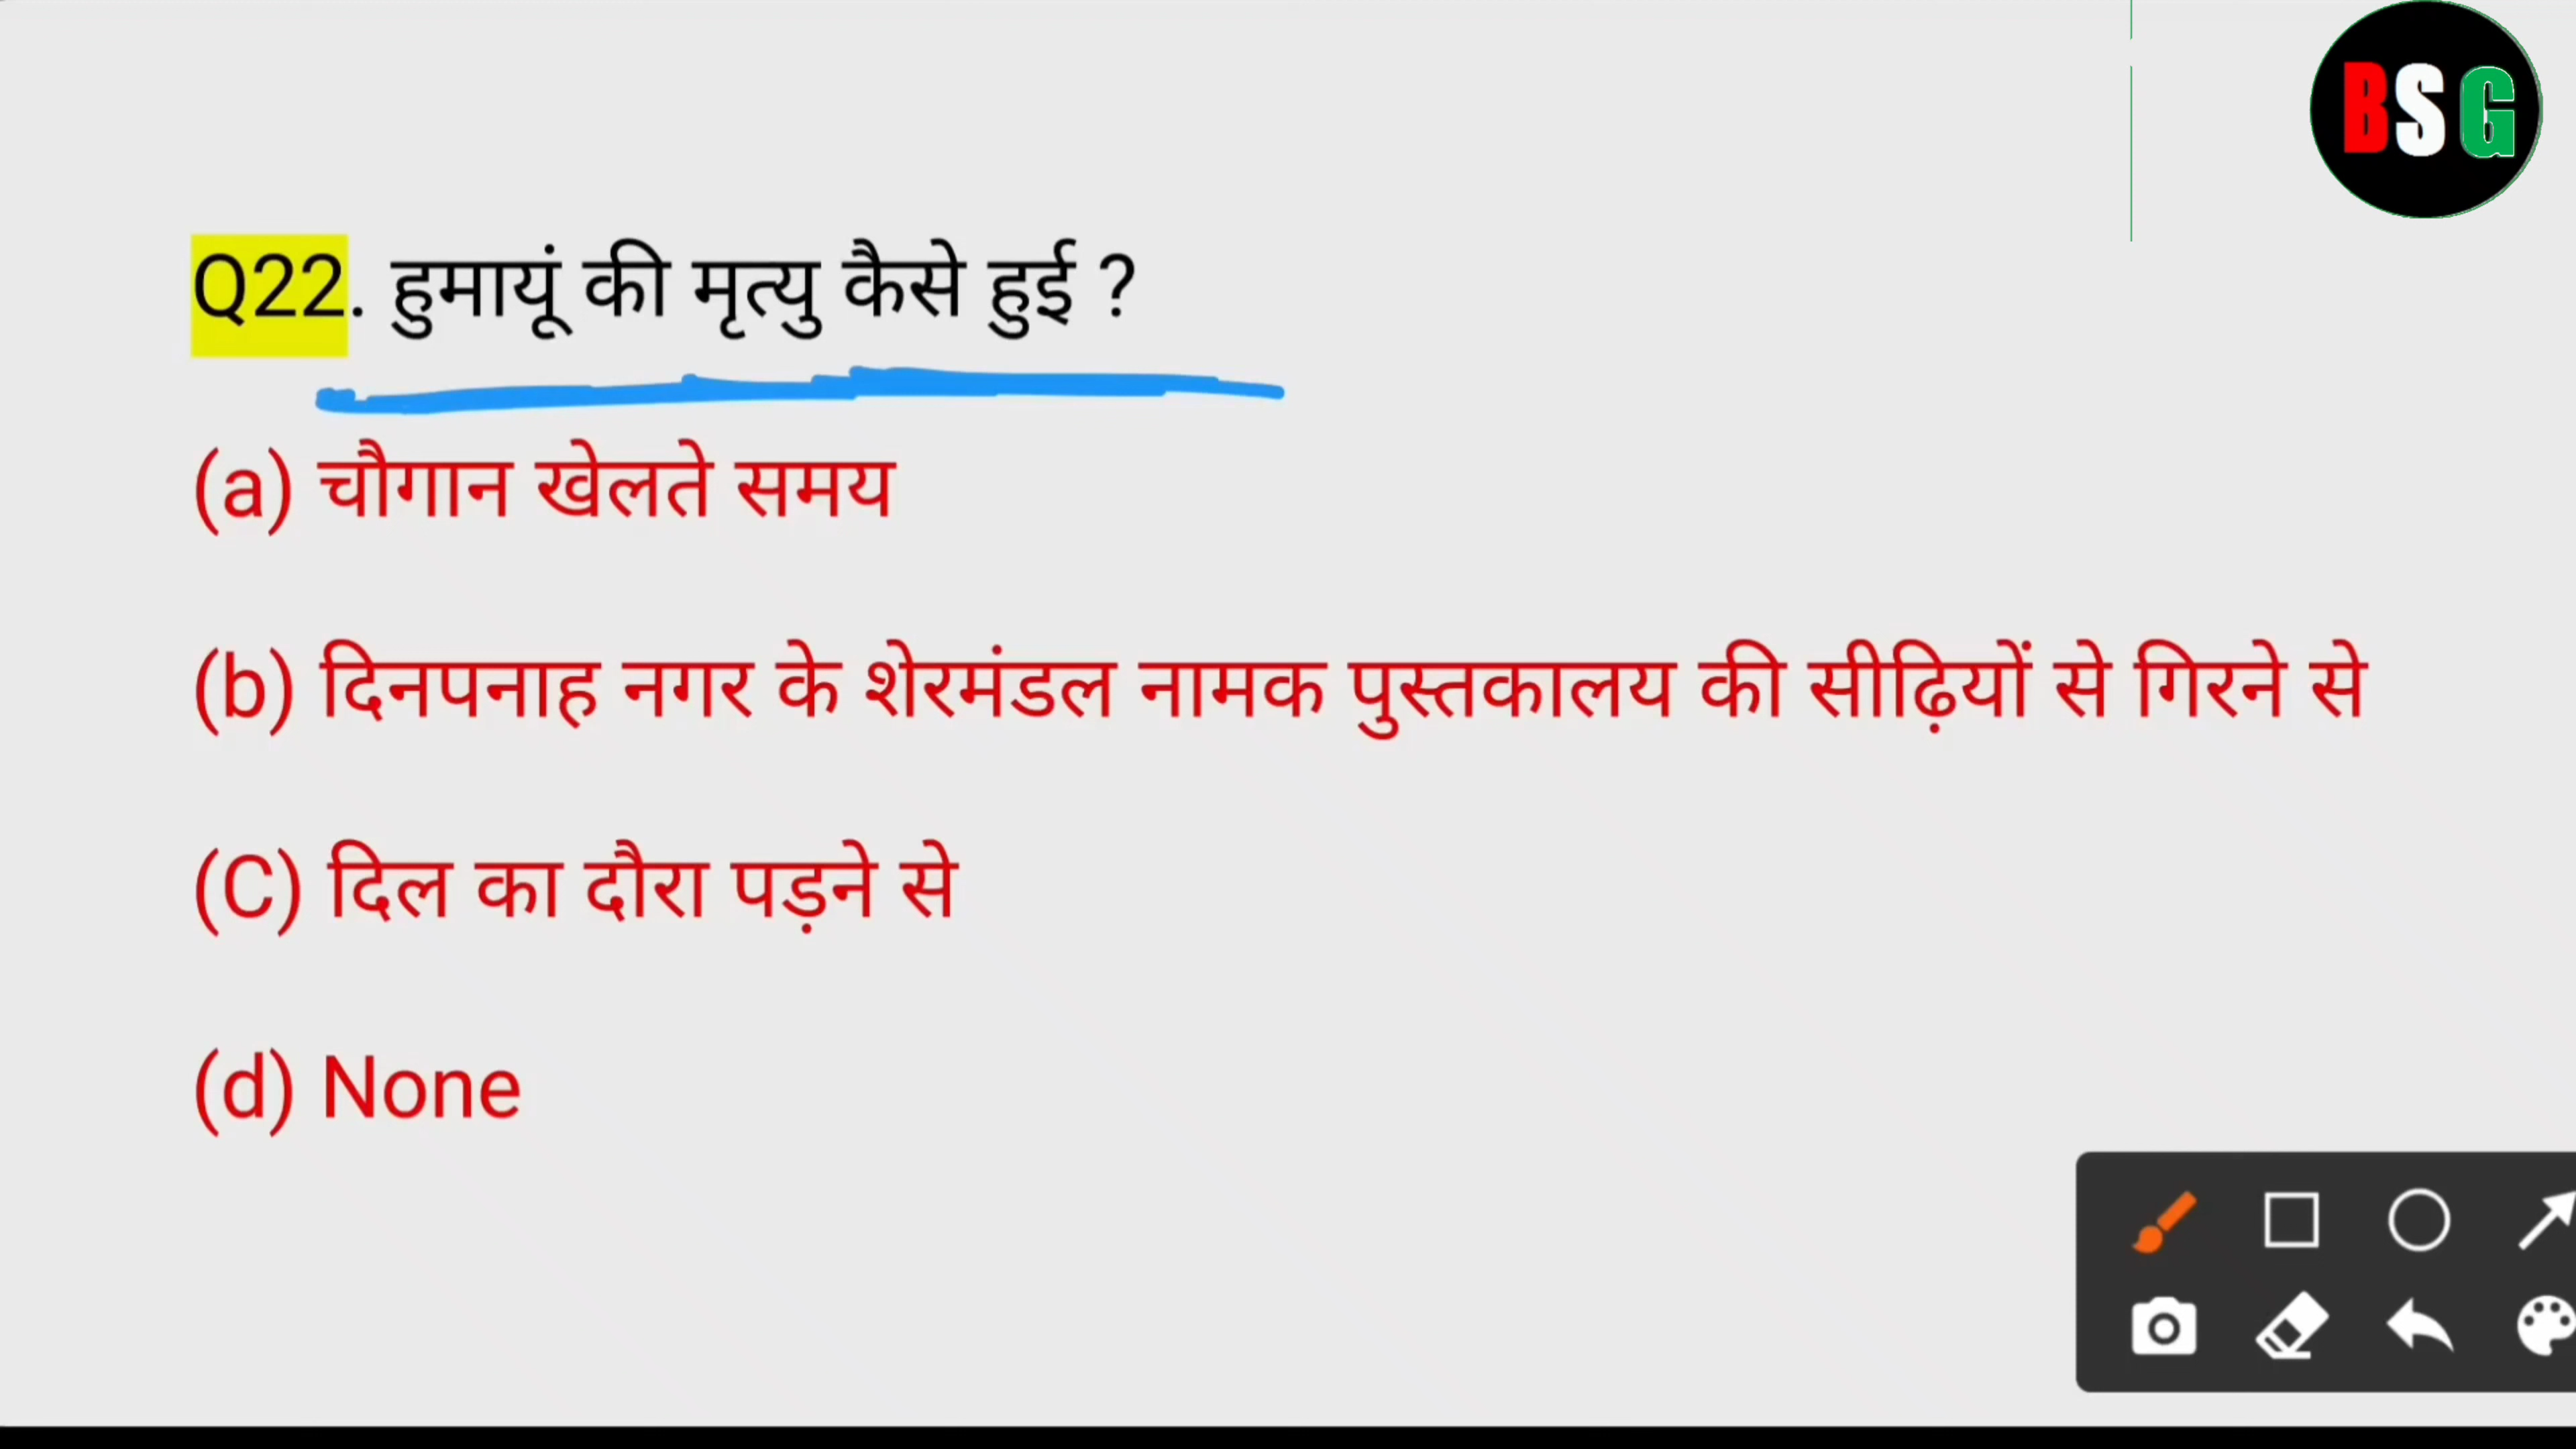 BSG
Q22. हुमायूं की मृत्यु कैसे हुई ?
(a) चौगान खेलते समय
(b) दिनपनाह नगर के शेरमंडल नामक पुस्तकालय की सीढ़ियों से गिरने से
(C) दिल का दौरा पड़ने से
(d) None